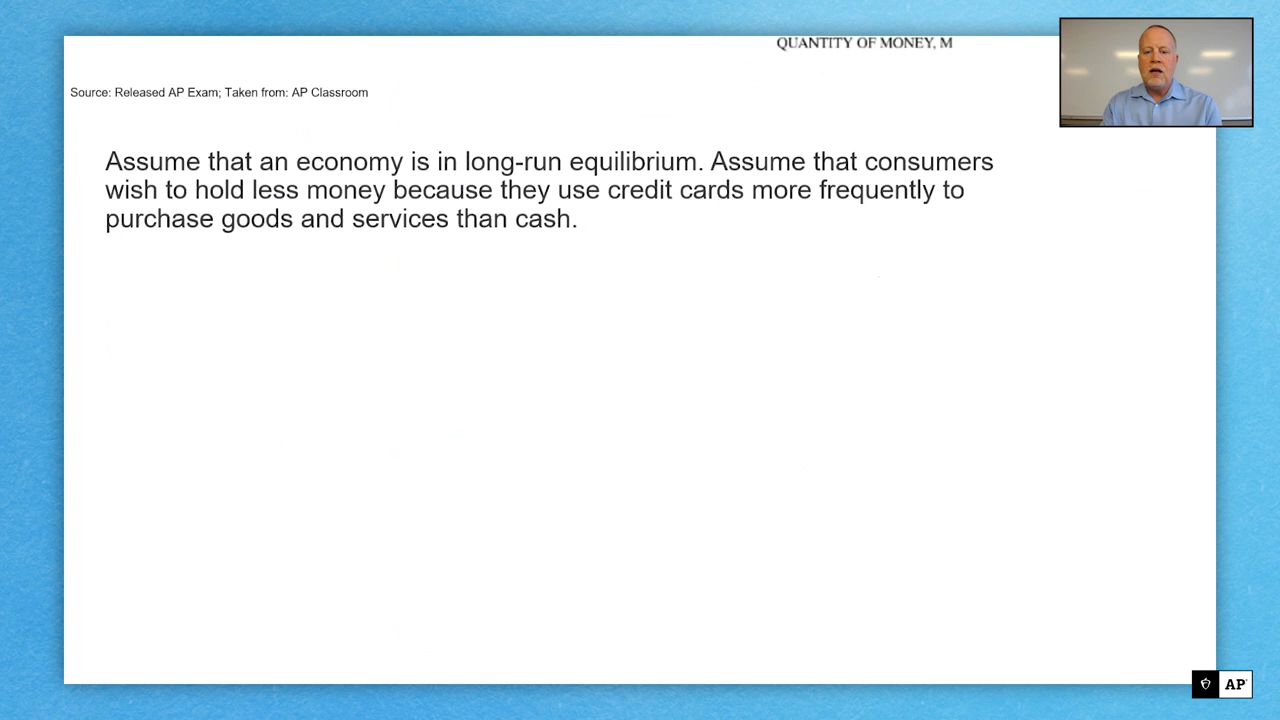 QUANTITY OF MONEY, M
Source: Released AP Exam; Taken from: AP Classroom
Assume that an economy is in long-run equilibrium. Assume that consumers
wish to hold less money because they use credit cards more frequently to
purchase goods and services than cash.
AP